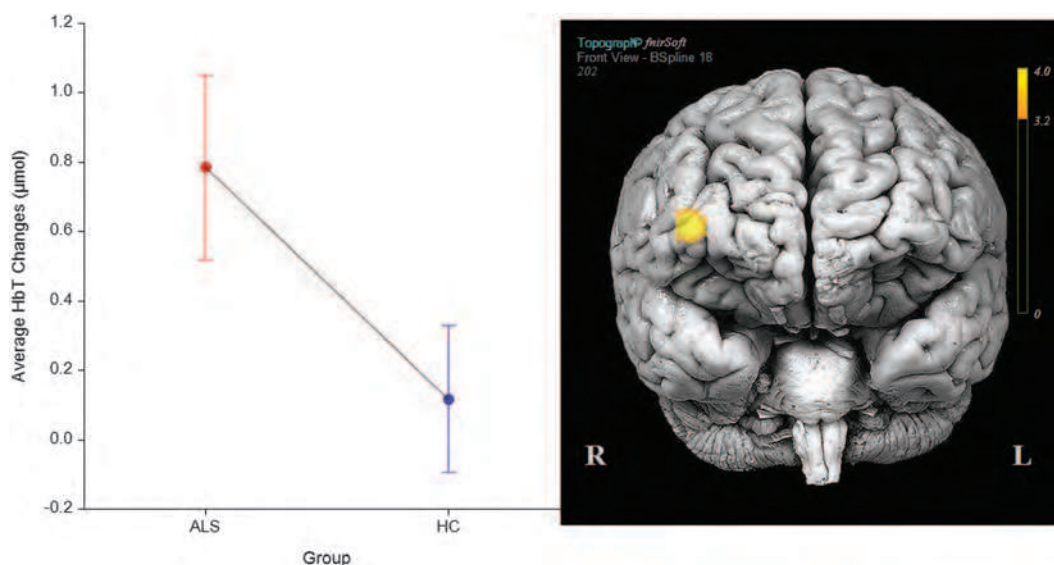 1.2
1.0
0.8
0.6
0.4
0.2
0.0
-0.2
Average HbT Changes (µmol)
ALS HC
Group
TopographP fnirSoft
Front View - BSpline 16
202
4.0
3.2
0
R L